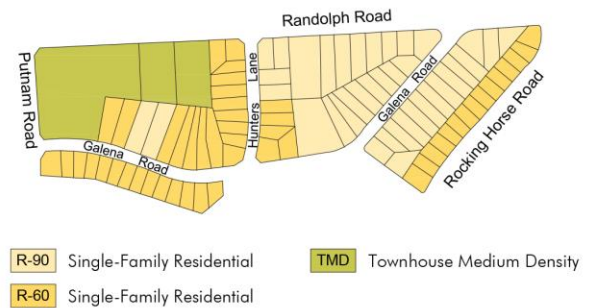 Randolph Road
Putnam Road
Hunters Lane
Galena Road
Galena Road
Rocking Horse Road
R-90 Single-Family Residential
TMD Townhouse Medium Density
R-60 Single-Family Residential